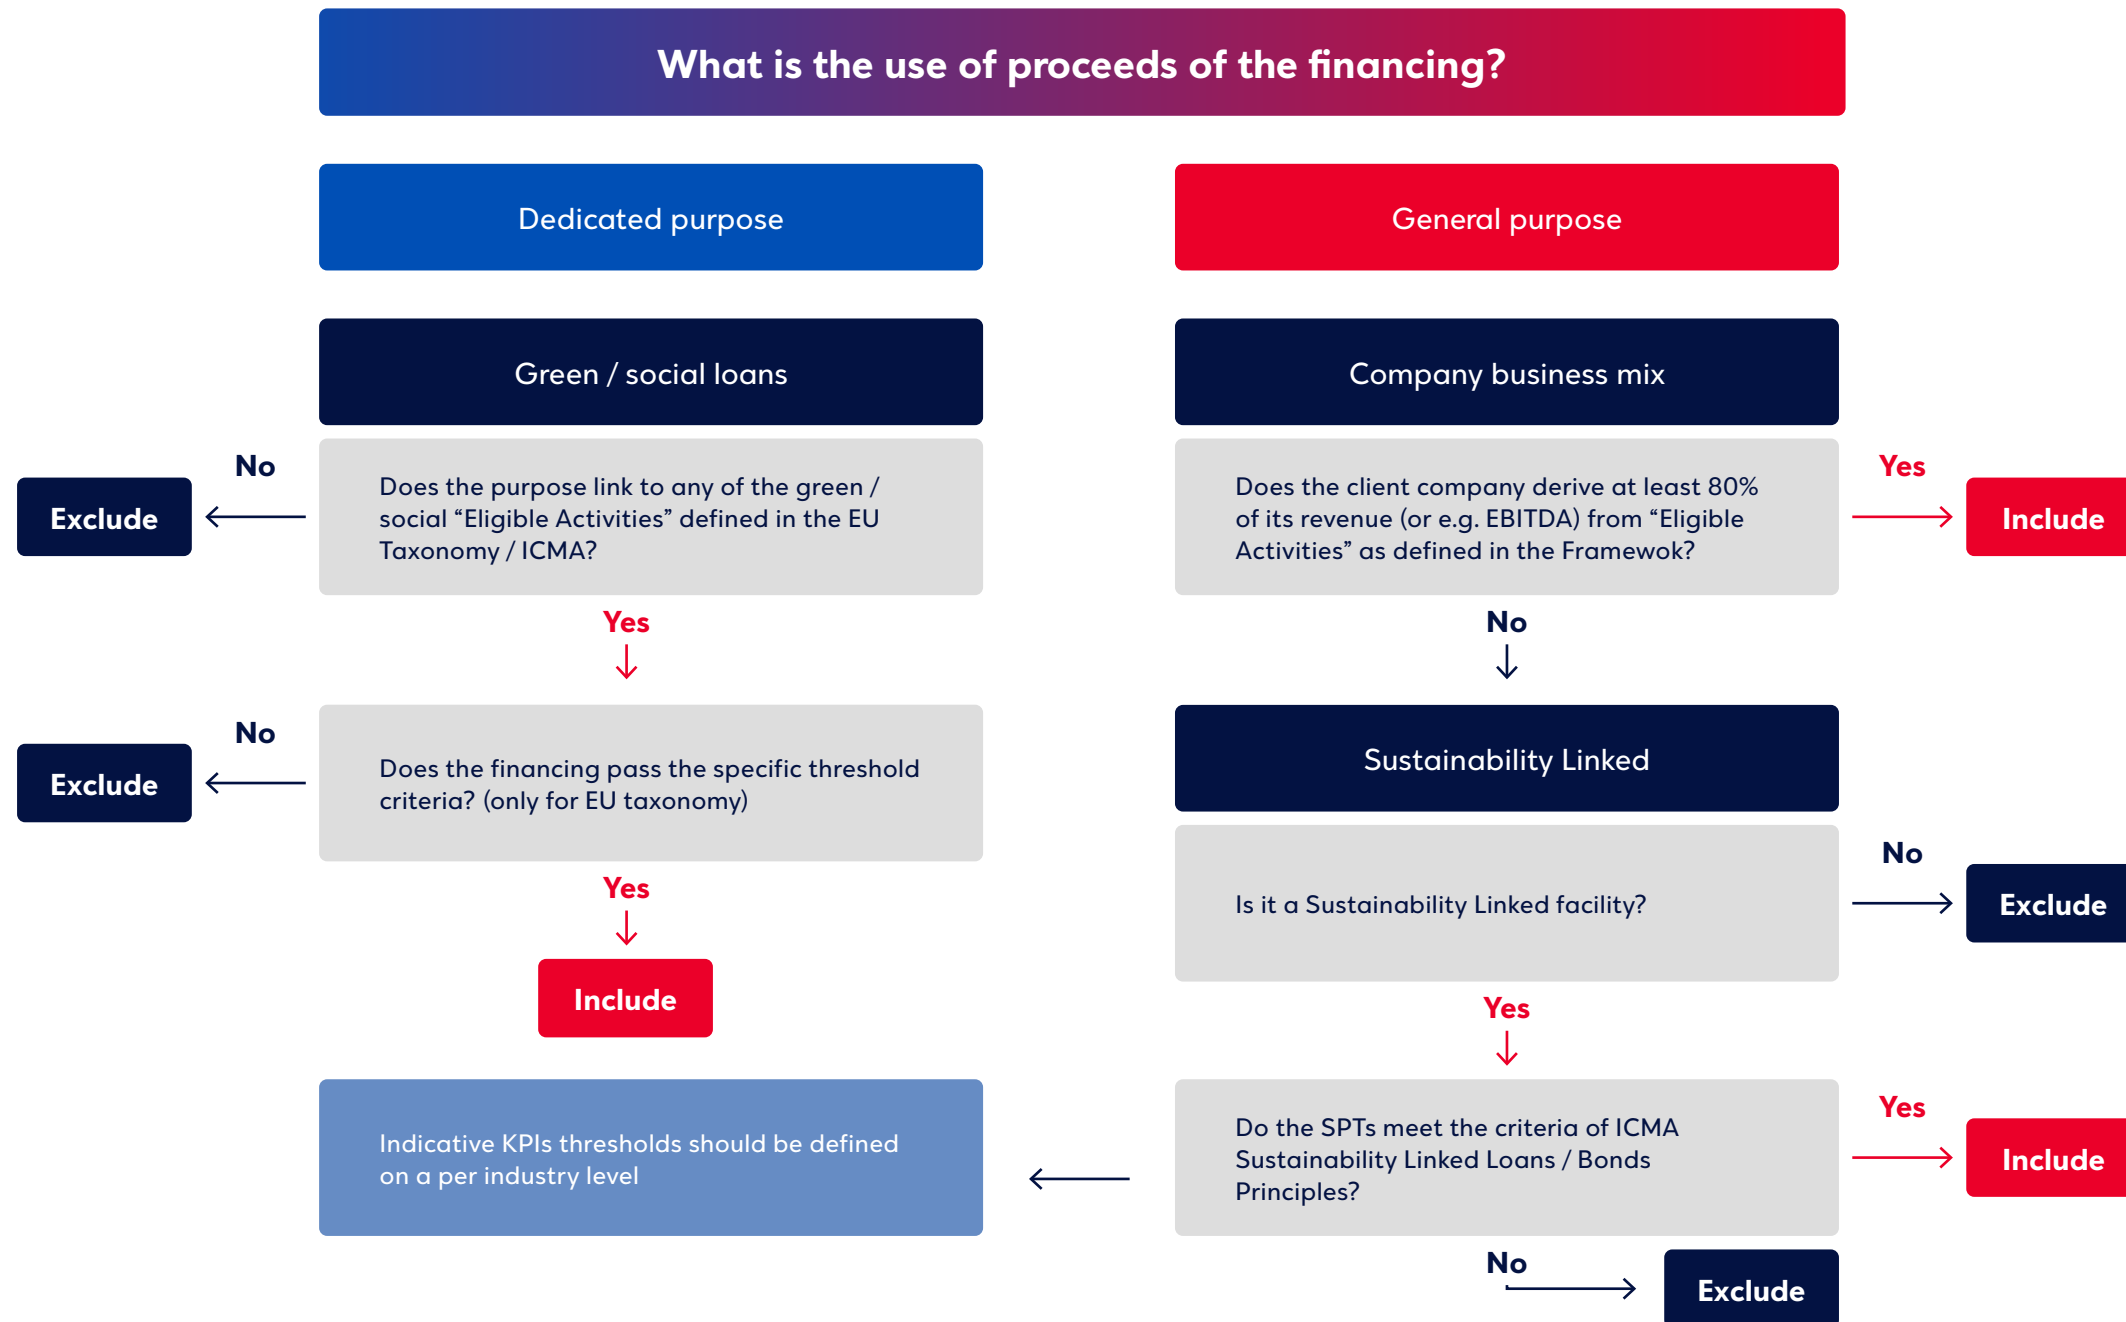 What is the use of proceeds of the financing?
Dedicated purpose
Green / social loans
Does the purpose link to any of the green /
social “Eligible Activities” defined in the EU
Taxonomy / ICMA?
No
Exclude
Yes
Does the financing pass the specific threshold
criteria? (only for EU taxonomy)
No
Exclude
Yes
Include
General purpose
Company business mix
Does the client company derive at least 80%
of its revenue (or e.g. EBITDA) from “Eligible
Activities” as defined in the Framewok?
Yes
Include
No
Sustainability Linked
Is it a Sustainability Linked facility?
No
Exclude
Yes
Do the SPTs meet the criteria of ICMA
Sustainability Linked Loans / Bonds
Principles?
Yes
Include
Indicative KPIs thresholds should be defined
on a per industry level
No
Exclude